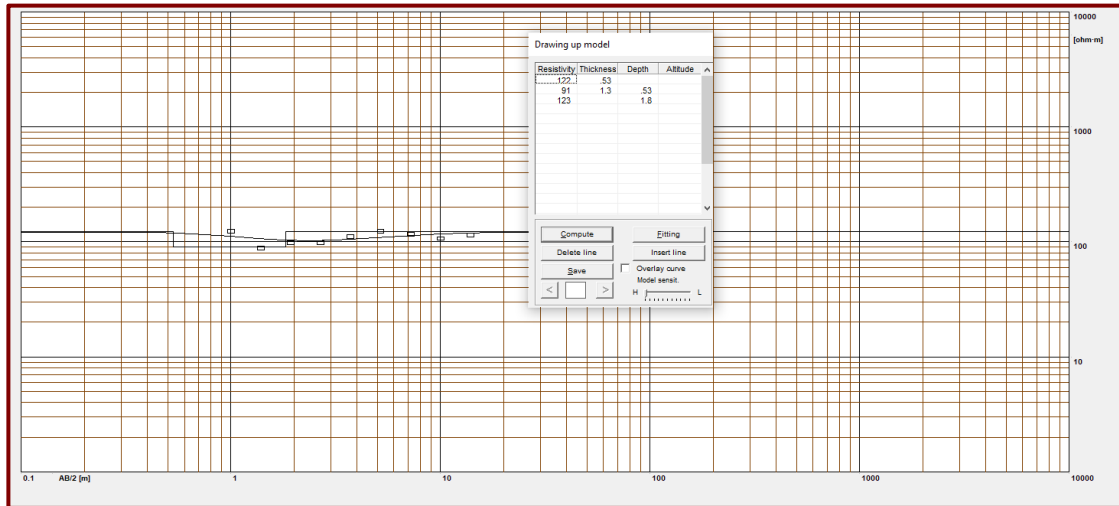 10000
[ohm·m]
Drawing up model
Resistivity Thickness Depth Altitude
122 .53
91 1.3 .53
123 1.8
1000
100
Compute Fitting
Delete line Insert line
Save Overlay curve
Model sensit.
< > H L
10
0.1 AB/2 [m] 1 10 100 1000 10000